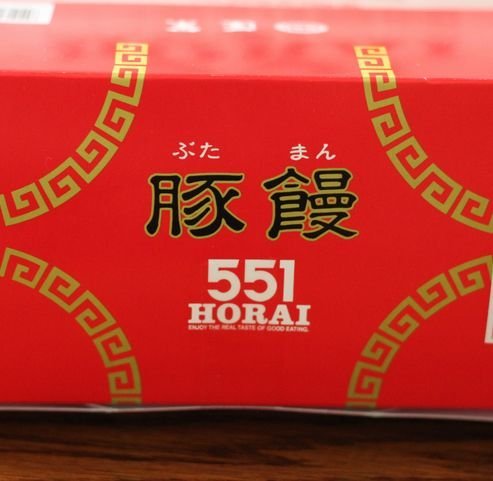 ぶた まん
豚饅
551
HORAI
ENJOY THE REAL TASTE OF GOOD EATING.